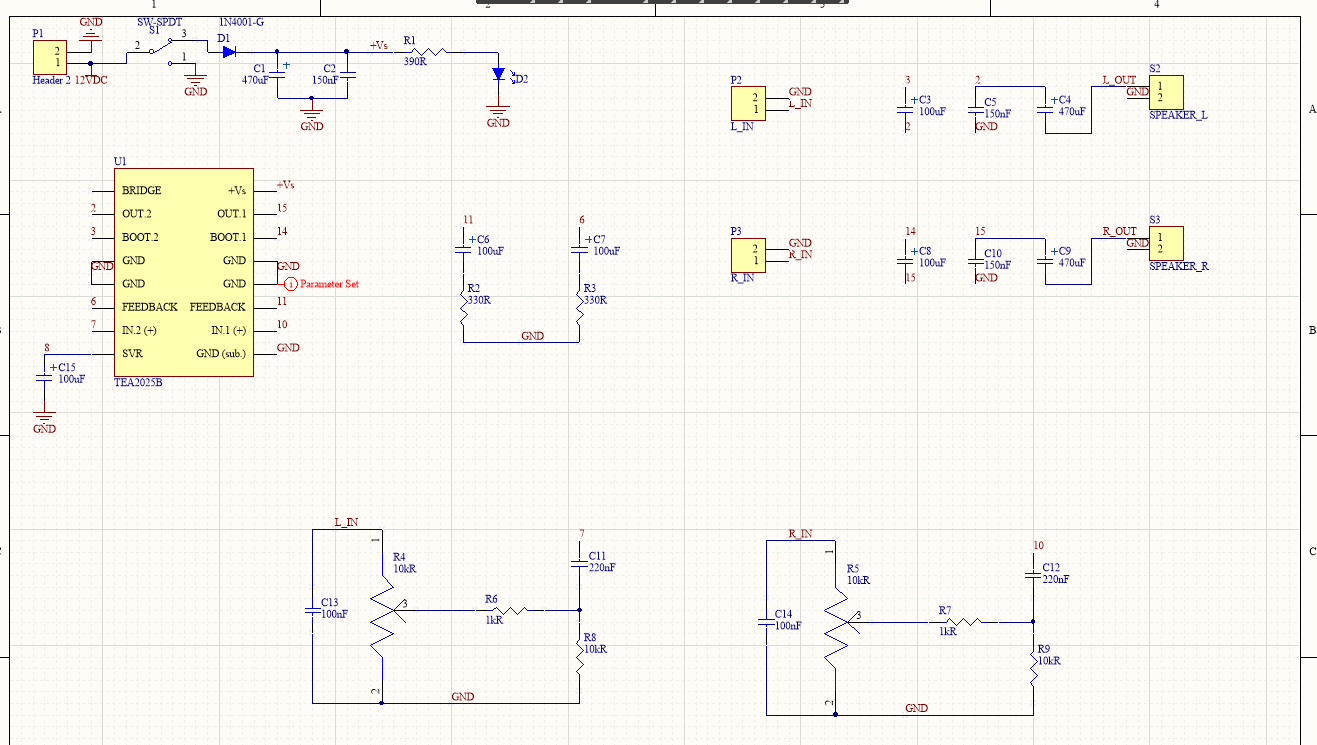 1
2
3
4
A
B
C
P1
2
1
Header 2
12VDC
GND
SW-SPDT
S1
2
3
1
GND
1N4001-G
D1
C1
470uF
+
C2
150nF
GND
+Vs
R1
390R
D2
GND
P2
2
1
L_IN
GND
L_IN
3
+C3
100uF
2
2
C5
150nF
GND
+C4
470uF
L_OUT
GND
S2
1
2
SPEAKER_L
U1
BRIDGE
+Vs
+Vs
2
OUT.2
OUT.1
15
3
BOOT.2
BOOT.1
14
GND
GND
GND
GND
GND
GND
1
Parameter Set
6
FEEDBACK
FEEDBACK
11
7
IN.2 (+)
IN.1 (+)
10
8
SVR
GND (sub.)
GND
TEA2025B
+C15
100uF
GND
11
+C6
100uF
R2
330R
6
+C7
100uF
R3
330R
GND
P3
2
1
R_IN
GND
R_IN
14
+C8
100uF
15
15
C10
150nF
GND
+C9
470uF
R_OUT
GND
S3
1
2
SPEAKER_R
L_IN
1
R4
10kR
C13
100nF
3
2
R6
1kR
7
C11
220nF
R8
10kR
GND
R_IN
1
R5
10kR
C14
100nF
3
2
R7
1kR
10
C12
220nF
R9
10kR
GND